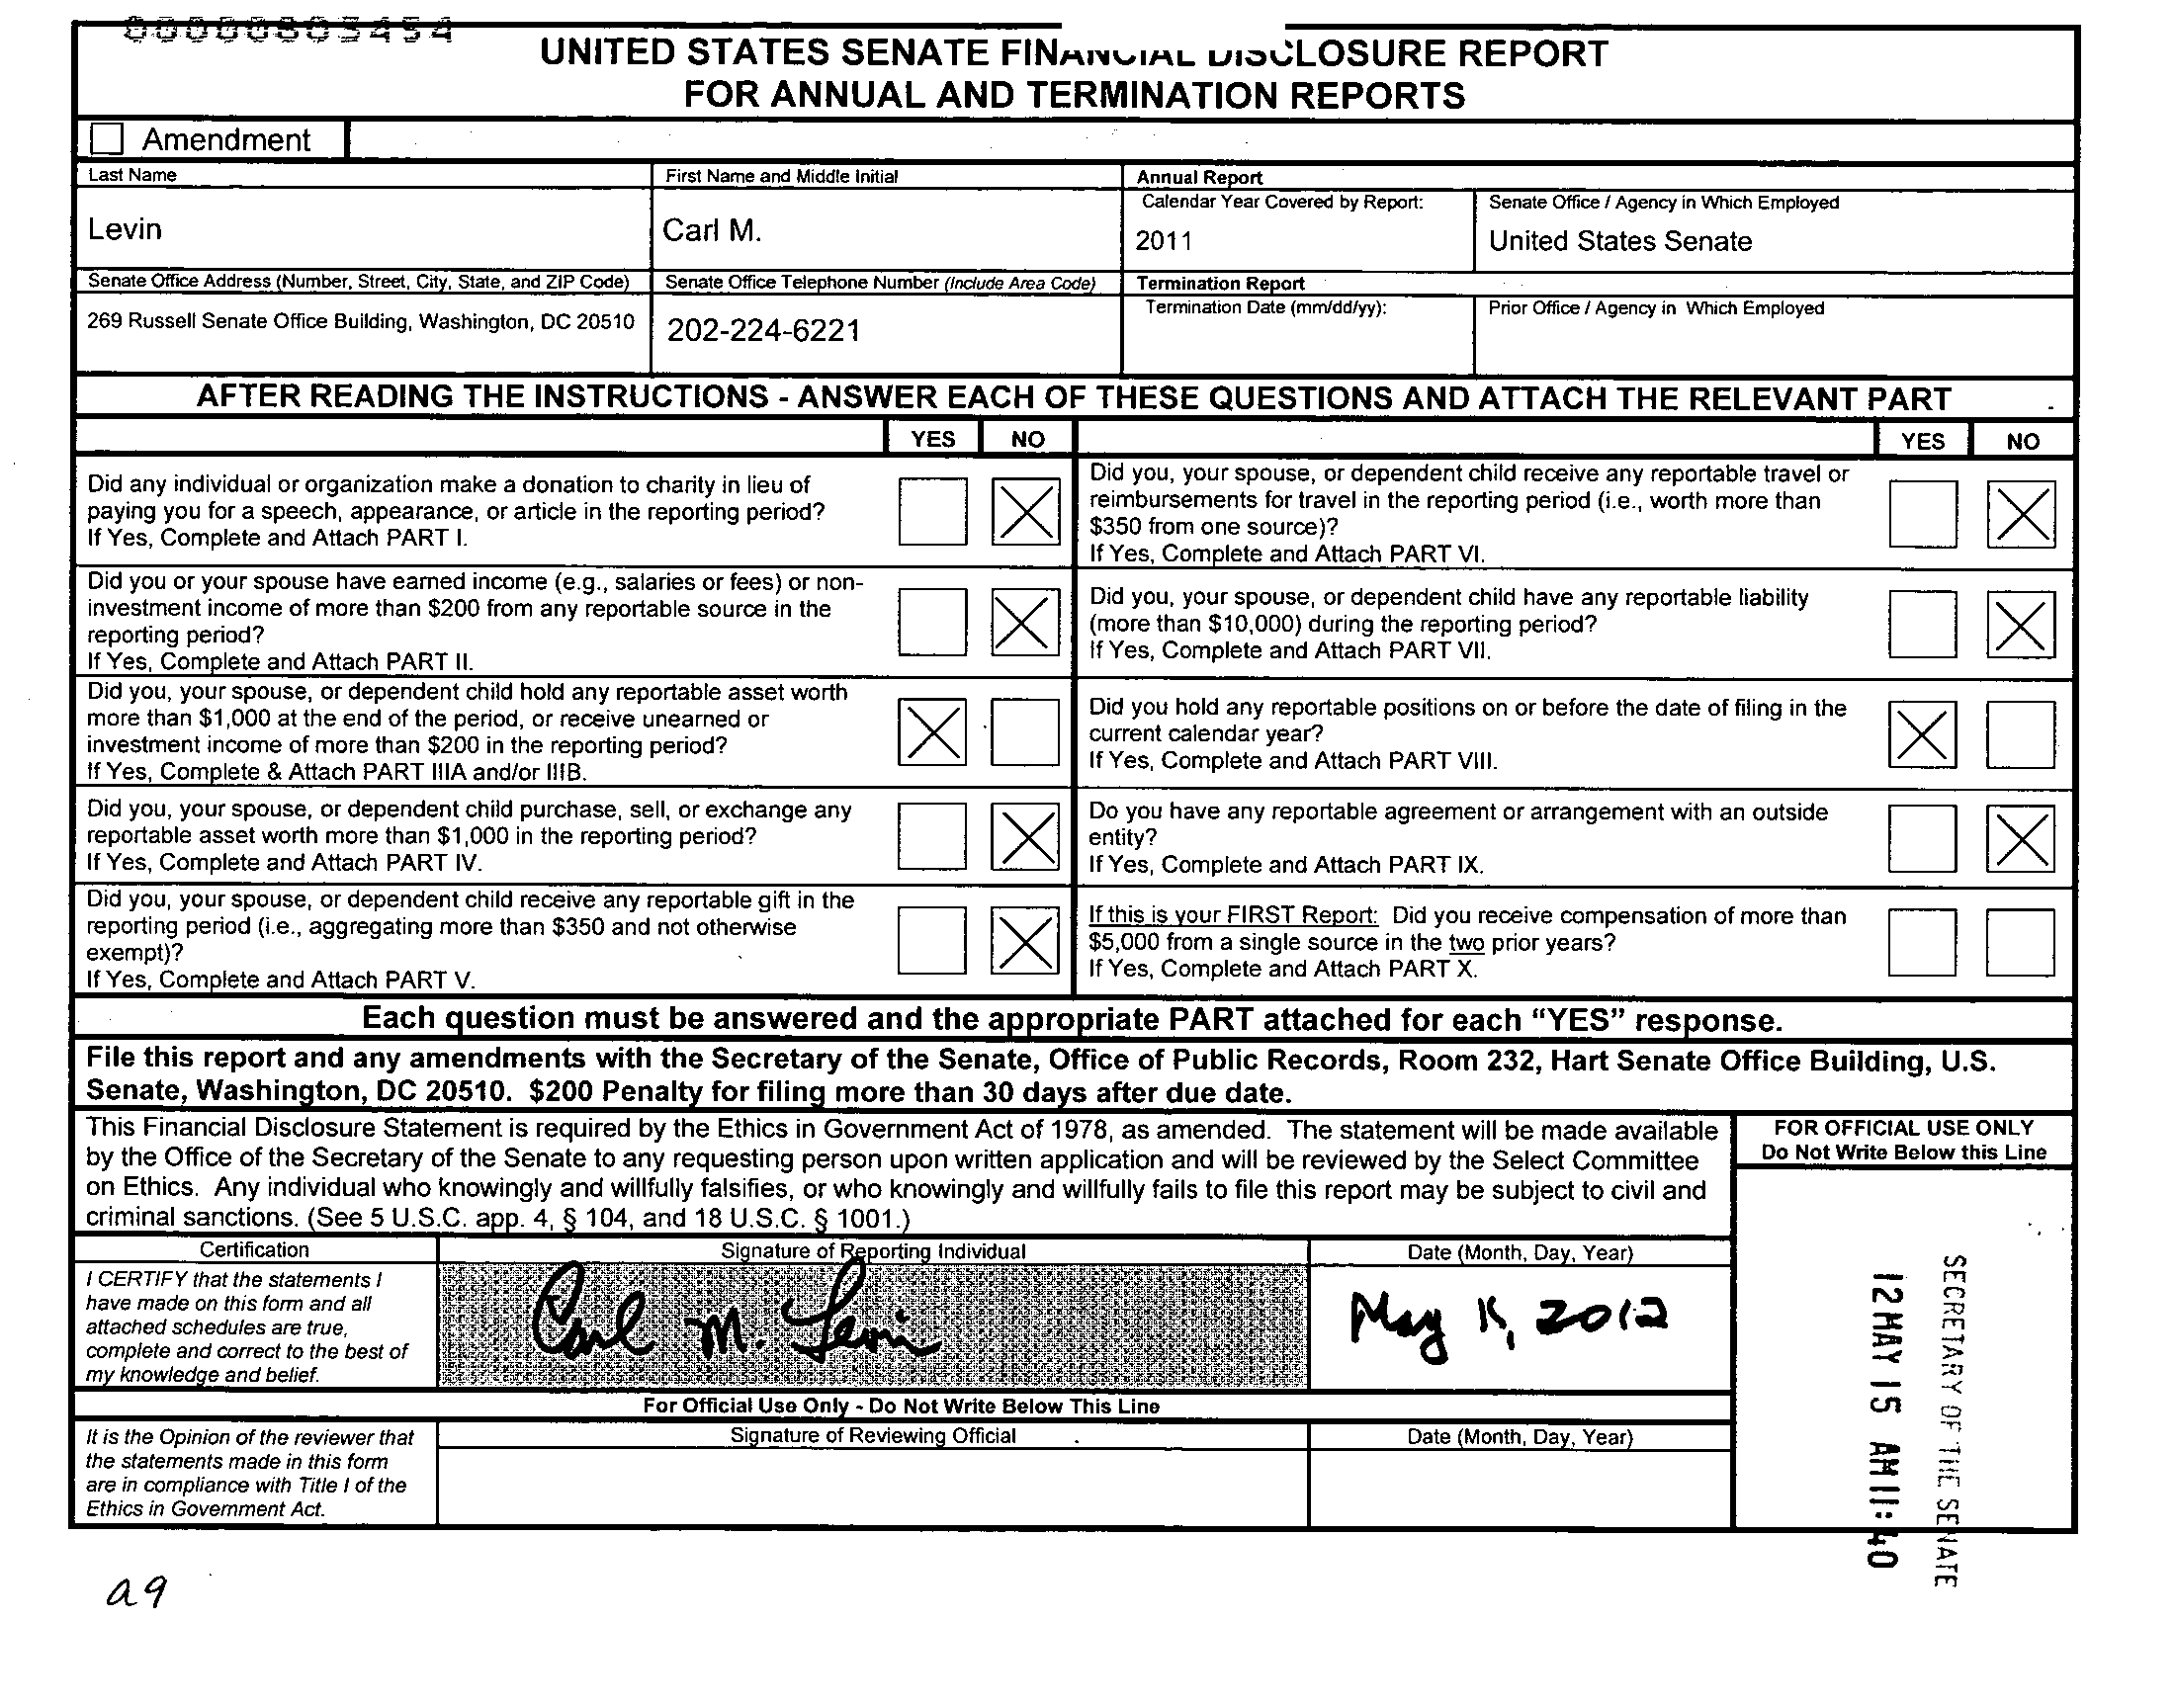 UNITED STATES SENATE FINANCIAL DISCLOSURE REPORT
FOR ANNUAL AND TERMINATION REPORTS
Amendment
Last Name
First Name and Middle Initial
Annual Report
Calendar Year Covered by Report:
Senate Office / Agency in Which Employed
Levin
Carl M.
2011
United States Senate
Senate Office Address (Number, Street, City, State, and ZIP Code)
Senate Office Telephone Number (Include Area Code)
Termination Report
Termination Date (mm/dd/yy):
Prior Office / Agency in Which Employed
269 Russell Senate Office Building, Washington, DC 20510
202-224-6221
AFTER READING THE INSTRUCTIONS - ANSWER EACH OF THESE QUESTIONS AND ATTACH THE RELEVANT PART
YES NO
YES NO
Did any individual or organization make a donation to charity in lieu of
paying you for a speech, appearance, or article in the reporting period?
If Yes, Complete and Attach PART I.
Did you, your spouse, or dependent child receive any reportable travel or
reimbursements for travel in the reporting period (i.e., worth more than
$350 from one source)?
If Yes, Complete and Attach PART VI.
Did you or your spouse have earned income (e.g., salaries or fees) or non-
investment income of more than $200 from any reportable source in the
reporting period?
If Yes, Complete and Attach PART II.
Did you, your spouse, or dependent child have any reportable liability
(more than $10,000) during the reporting period?
If Yes, Complete and Attach PART VII.
Did you, your spouse, or dependent child hold any reportable asset worth
more than $1,000 at the end of the period, or receive unearned or
investment income of more than $200 in the reporting period?
If Yes, Complete & Attach PART IIIA and/or IIIB.
Did you hold any reportable positions on or before the date of filing in the
current calendar year?
If Yes, Complete and Attach PART VIII.
Did you, your spouse, or dependent child purchase, sell, or exchange any
reportable asset worth more than $1,000 in the reporting period?
If Yes, Complete and Attach PART IV.
Do you have any reportable agreement or arrangement with an outside
entity?
If Yes, Complete and Attach PART IX.
Did you, your spouse, or dependent child receive any reportable gift in the
reporting period (i.e., aggregating more than $350 and not otherwise
exempt)?
If Yes, Complete and Attach PART V.
If this is your FIRST Report: Did you receive compensation of more than
$5,000 from a single source in the two prior years?
If Yes, Complete and Attach PART X.
Each question must be answered and the appropriate PART attached for each “YES” response.
File this report and any amendments with the Secretary of the Senate, Office of Public Records, Room 232, Hart Senate Office Building, U.S.
Senate, Washington, DC 20510. $200 Penalty for filing more than 30 days after due date.
This Financial Disclosure Statement is required by the Ethics in Government Act of 1978, as amended. The statement will be made available
by the Office of the Secretary of the Senate to any requesting person upon written application and will be reviewed by the Select Committee
on Ethics. Any individual who knowingly and willfully falsifies, or who knowingly and willfully fails to file this report may be subject to civil and
criminal sanctions. (See 5 U.S.C. app. 4, § 104, and 18 U.S.C. § 1001.)
FOR OFFICIAL USE ONLY
Do Not Write Below this Line
Certification
Signature of Reporting Individual
Date (Month, Day, Year)
I CERTIFY that the statements I
have made on this form and all
attached schedules are true,
complete and correct to the best of
my knowledge and belief.
Carl M. Levin
May 2012
For Official Use Only - Do Not Write Below This Line
It is the Opinion of the reviewer that
the statements made in this form
are in compliance with Title I of the
Ethics in Government Act.
Signature of Reviewing Official
Date (Month, Day, Year)
SECRETARY OF THE SENATE
12 MAY 15 AM 11:40
a9